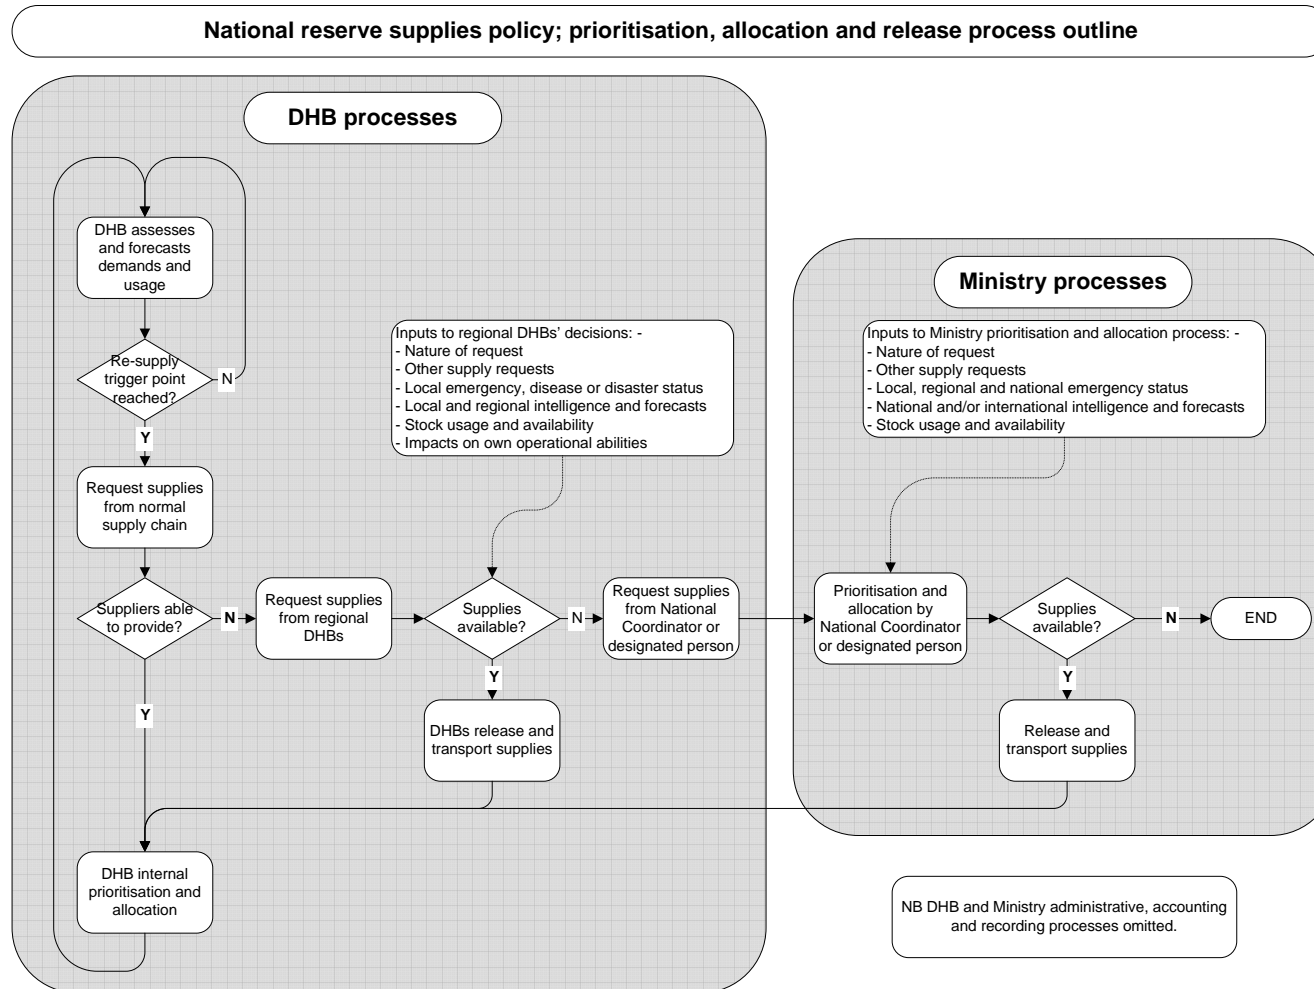 National reserve supplies policy; prioritisation, allocation and release process outline
DHB processes
DHB assesses
and forecasts
demands and
usage
Re-supply
trigger point
reached?
N
Y
Request supplies
from normal
supply chain
Suppliers able
to provide?
N
Y
Request supplies
from regional
DHBs
Inputs to regional DHBs' decisions: -
- Nature of request
- Other supply requests
- Local emergency, disease or disaster status
- Local and regional intelligence and forecasts
- Stock usage and availability
- Impacts on own operational abilities
Supplies
available?
N
Y
DHBs release and
transport supplies
Request supplies
from National
Coordinator or
designated person
DHB internal
prioritisation and
allocation
Ministry processes
Inputs to Ministry prioritisation and allocation process: -
- Nature of request
- Other supply requests
- Local, regional and national emergency status
- National and/or international intelligence and forecasts
- Stock usage and availability
Prioritisation and
allocation by
National Coordinator
or designated person
Supplies
available?
N
END
Y
Release and
transport supplies
NB DHB and Ministry administrative, accounting
and recording processes omitted.